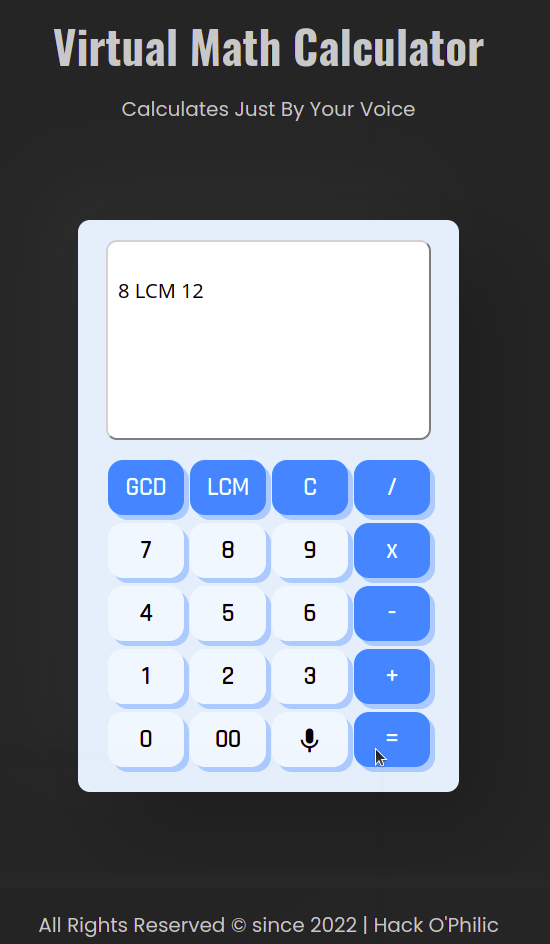 Virtual Math Calculator
Calculates Just By Your Voice
8 LCM 12
GCD LCM C /
7 8 9 x
4 5 6 -
1 2 3 +
0 00 =
All Rights Reserved © since 2022 | Hack O'Philic